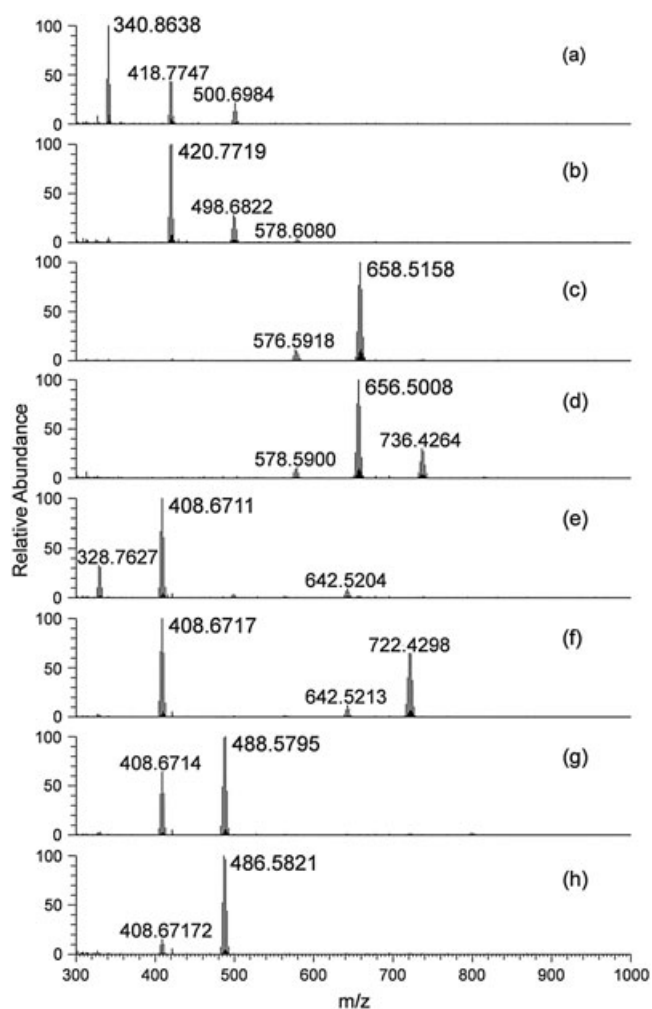 100 340.8638 (a)
418.7747
50 500.6984
0
100 420.7719 (b)
50 498.6822
578.6080
0
100 658.5158 (c)
50 576.5918
0
100 656.5008 (d)
50 736.4264
578.5900
0
Relative Abundance
100 408.6711 (e)
50 328.7627 642.5204
0
100 408.6717 722.4298 (f)
50 642.5213
0
100 488.5795 (g)
408.6714
50
0
100 486.5821 (h)
50 408.67172
0
300 400 500 600 700 800 900 1000
m/z